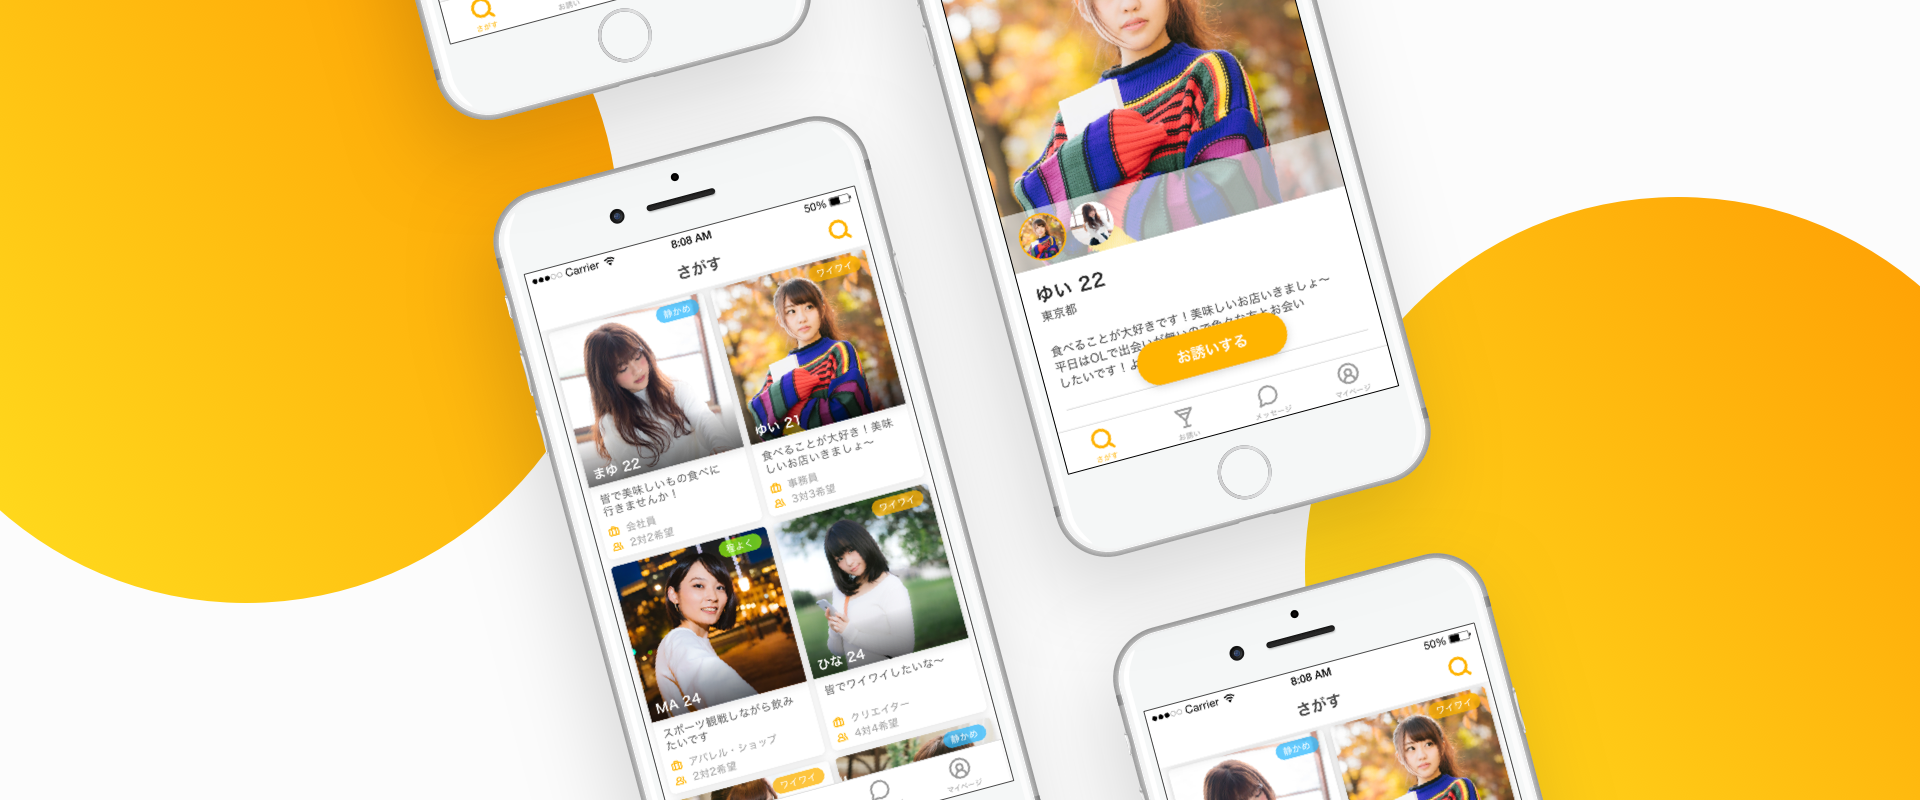 さがす
お誘い
50%
8:08 AM
Carrier
さがす
静かめ
ワイワイ
まゆ 22
ゆい 21
皆で美味しいもの食べに
行きませんか！
会社員
2対2希望
食べることが大好き！美味
しいお店いきましょ〜
事務員
3対3希望
程よく
ワイワイ
MA 24
ひな 24
スポーツ観戦しながら飲み
たいです
アパレル・ショップ
2対2希望
皆でワイワイしたいな〜
クリエイター
4対4希望
ワイワイ
静かめ
マイページ
ゆい 22
東京都
食べることが大好きです！美味しいお店いきましょ〜
平日はOLで出会いが無いので色々な方とお会い
したいです！よ
お誘いする
さがす
お誘い
メッセージ
マイページ
50%
8:08 AM
Carrier
さがす
静かめ
ワイワイ